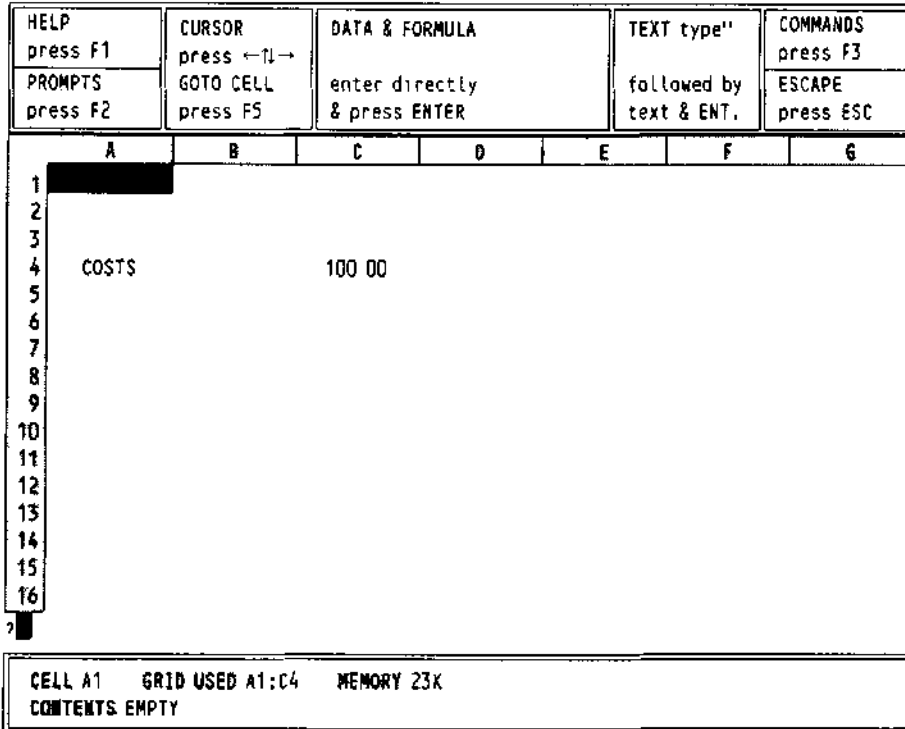 HELP
press F1
PROMPTS
press F2
CURSOR
press ←↑↓→
GOTO CELL
press F5
DATA & FORMULA
enter directly
& press ENTER
TEXT type"
followed by
text & ENT.
COMMANDS
press F3
ESCAPE
press ESC
A B C D E F G
1
2
3
4 COSTS 100 00
5
6
7
8
9
10
11
12
13
14
15
16
?
CELL A1 GRID USED A1:C4 MEMORY 23K
CONTENTS EMPTY